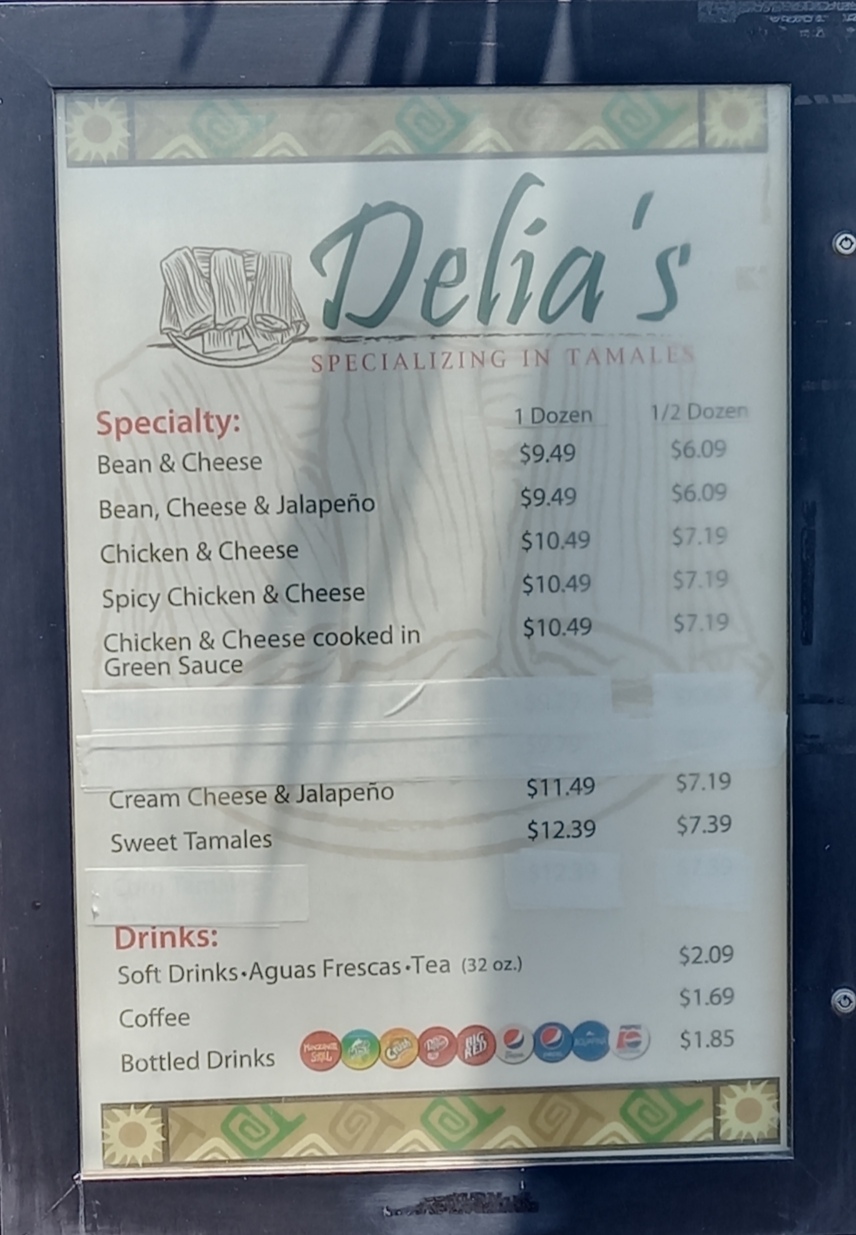 Delia's
SPECIALIZING IN TAMALES
Specialty: 1 Dozen 1/2 Dozen
Bean & Cheese $9.49 $6.09
Bean, Cheese & Jalapeño $9.49 $6.09
Chicken & Cheese $10.49 $7.19
Spicy Chicken & Cheese $10.49 $7.19
Chicken & Cheese cooked in $10.49 $7.19
Green Sauce
Cream Cheese & Jalapeño $11.49 $7.19
Sweet Tamales $12.39 $7.39
Drinks:
Soft Drinks•Aguas Frescas•Tea (32 oz.) $2.09
Coffee $1.69
Bottled Drinks Crush BIG RED $1.85